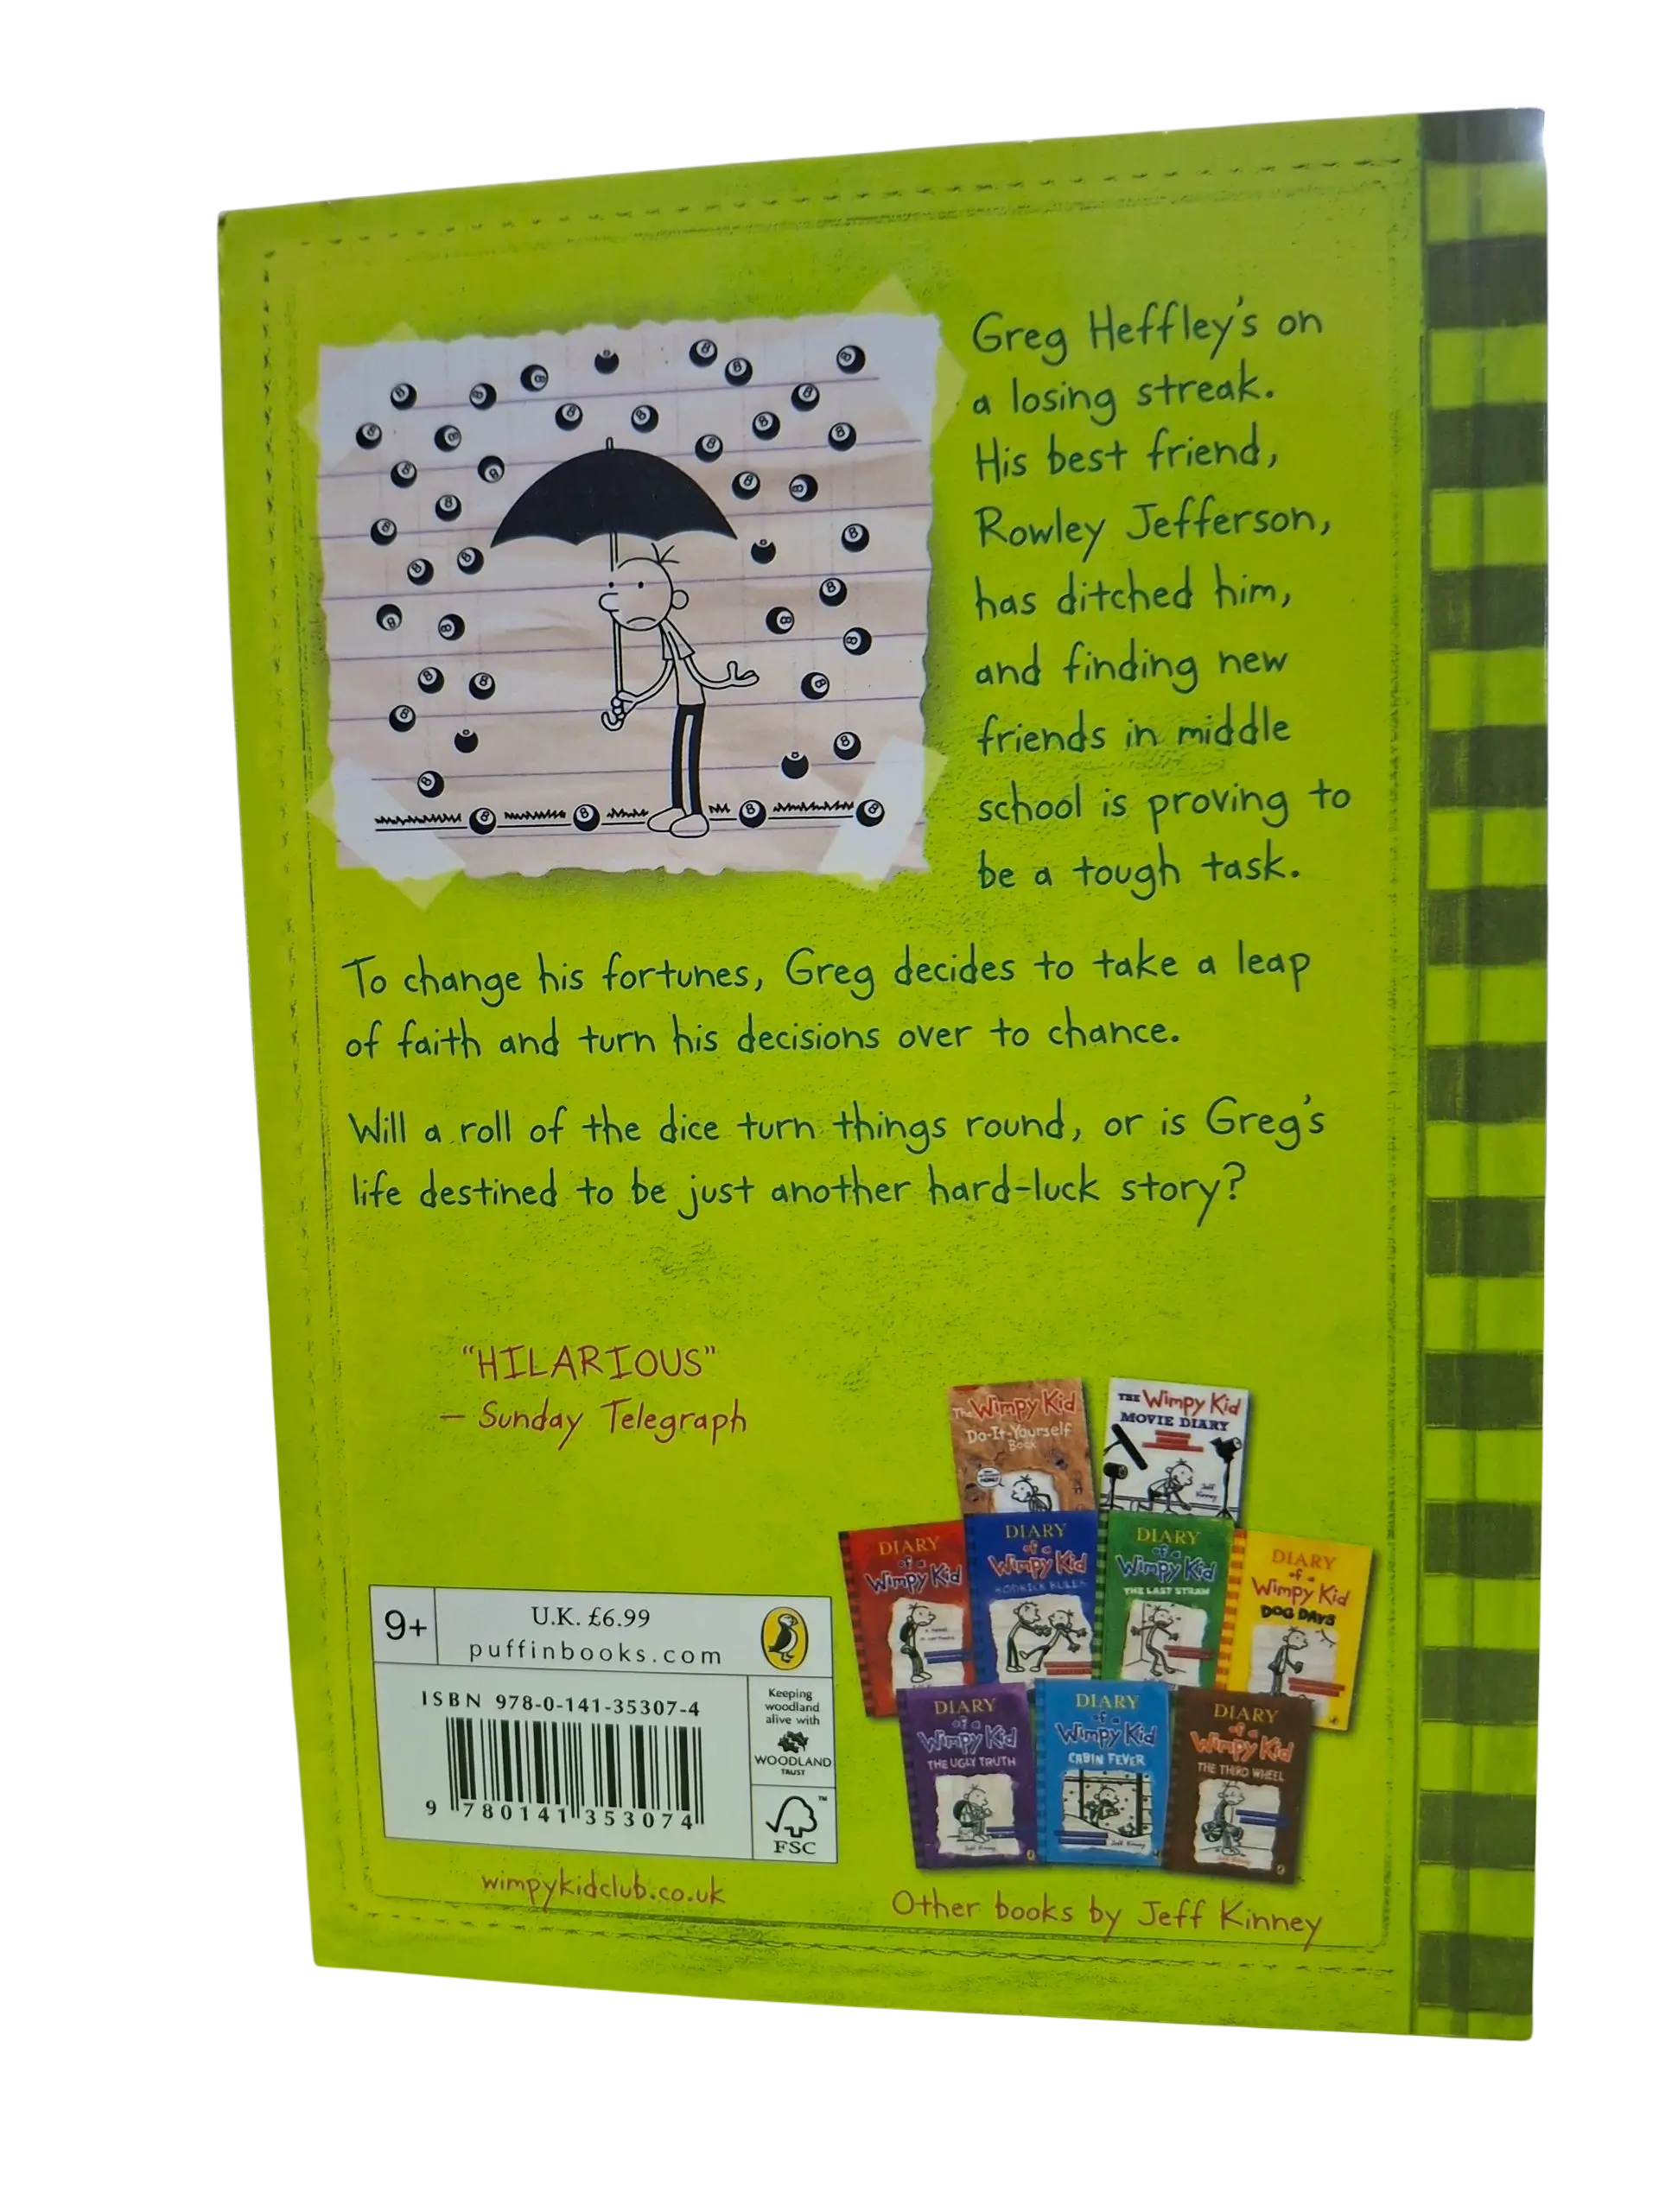 Greg Heffley's on
a losing streak.
His best friend,
Rowley Jefferson,
has ditched him,
and finding new
friends in middle
school is proving to
be a tough task.
To change his fortunes, Greg decides to take a leap
of faith and turn his decisions over to chance.
Will a roll of the dice turn things round, or is Greg's
life destined to be just another hard-luck story?
"HILARIOUS"
— Sunday Telegraph
The Wimpy Kid
Do-It-Yourself
Book
THE Wimpy Kid
MOVIE DIARY
Jeff
Kinney
DIARY
of a
Wimpy Kid
DIARY
of a
Wimpy Kid
RODRICK RULES
DIARY
of a
Wimpy Kid
THE LAST STRAW
DIARY
of a
Wimpy Kid
DOG DAYS
DIARY
of a
Wimpy Kid
THE UGLY TRUTH
DIARY
of a
Wimpy Kid
CABIN FEVER
Jeff Kinney
DIARY
of a
Wimpy Kid
THE THIRD WHEEL
Other books by Jeff Kinney
9+
U.K. £6.99
puffinbooks.com
ISBN 978-0-141-35307-4
9 780141 353074
Keeping
woodland
alive with
WOODLAND
TRUST
™
FSC
wimpykidclub.co.uk